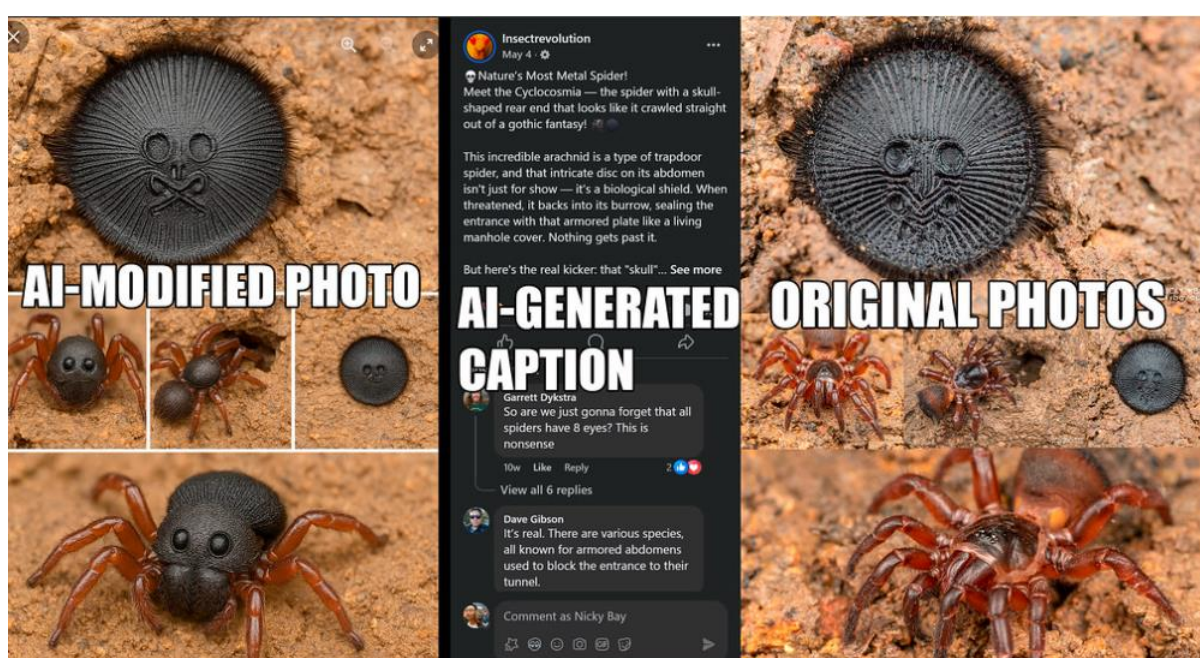 Insectrevolution
May 4
Nature's Most Metal Spider!
Meet the Cyclocosmia — the spider with a skull-
shaped rear end that looks like it crawled straight
out of a gothic fantasy!
This incredible arachnid is a type of trapdoor
spider, and that intricate disc on its abdomen
isn't just for show — it's a biological shield. When
threatened, it backs into its burrow, sealing the
entrance with that armored plate like a living
manhole cover. Nothing gets past it.
But here's the real kicker: that "skull"... See more
AI-MODIFIED PHOTO
AI-GENERATED
CAPTION
ORIGINAL PHOTOS
Garrett Dykstra
So are we just gonna forget that all
spiders have 8 eyes? This is
nonsense
10w Like Reply 2
View all 6 replies
Dave Gibson
It's real. There are various species,
all known for armored abdomens
used to block the entrance to their
tunnel.
Comment as Nicky Bay
GIF